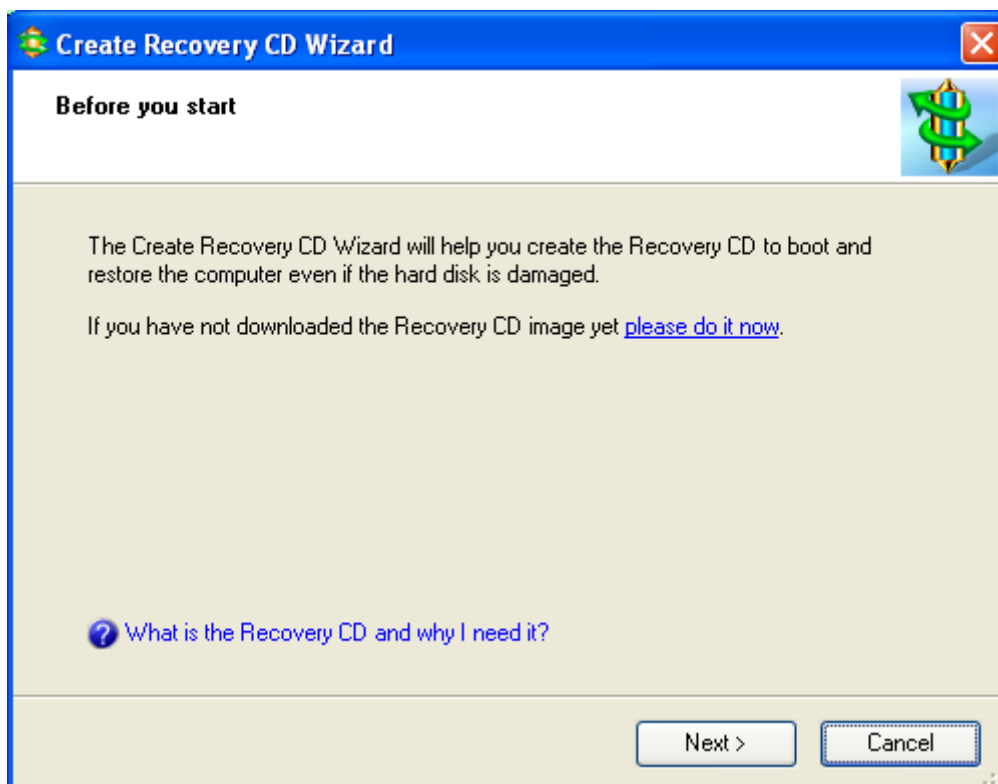 Create Recovery CD Wizard
Before you start
The Create Recovery CD Wizard will help you create the Recovery CD to boot and
restore the computer even if the hard disk is damaged.
If you have not downloaded the Recovery CD image yet please do it now.
What is the Recovery CD and why I need it?
Next >
Cancel